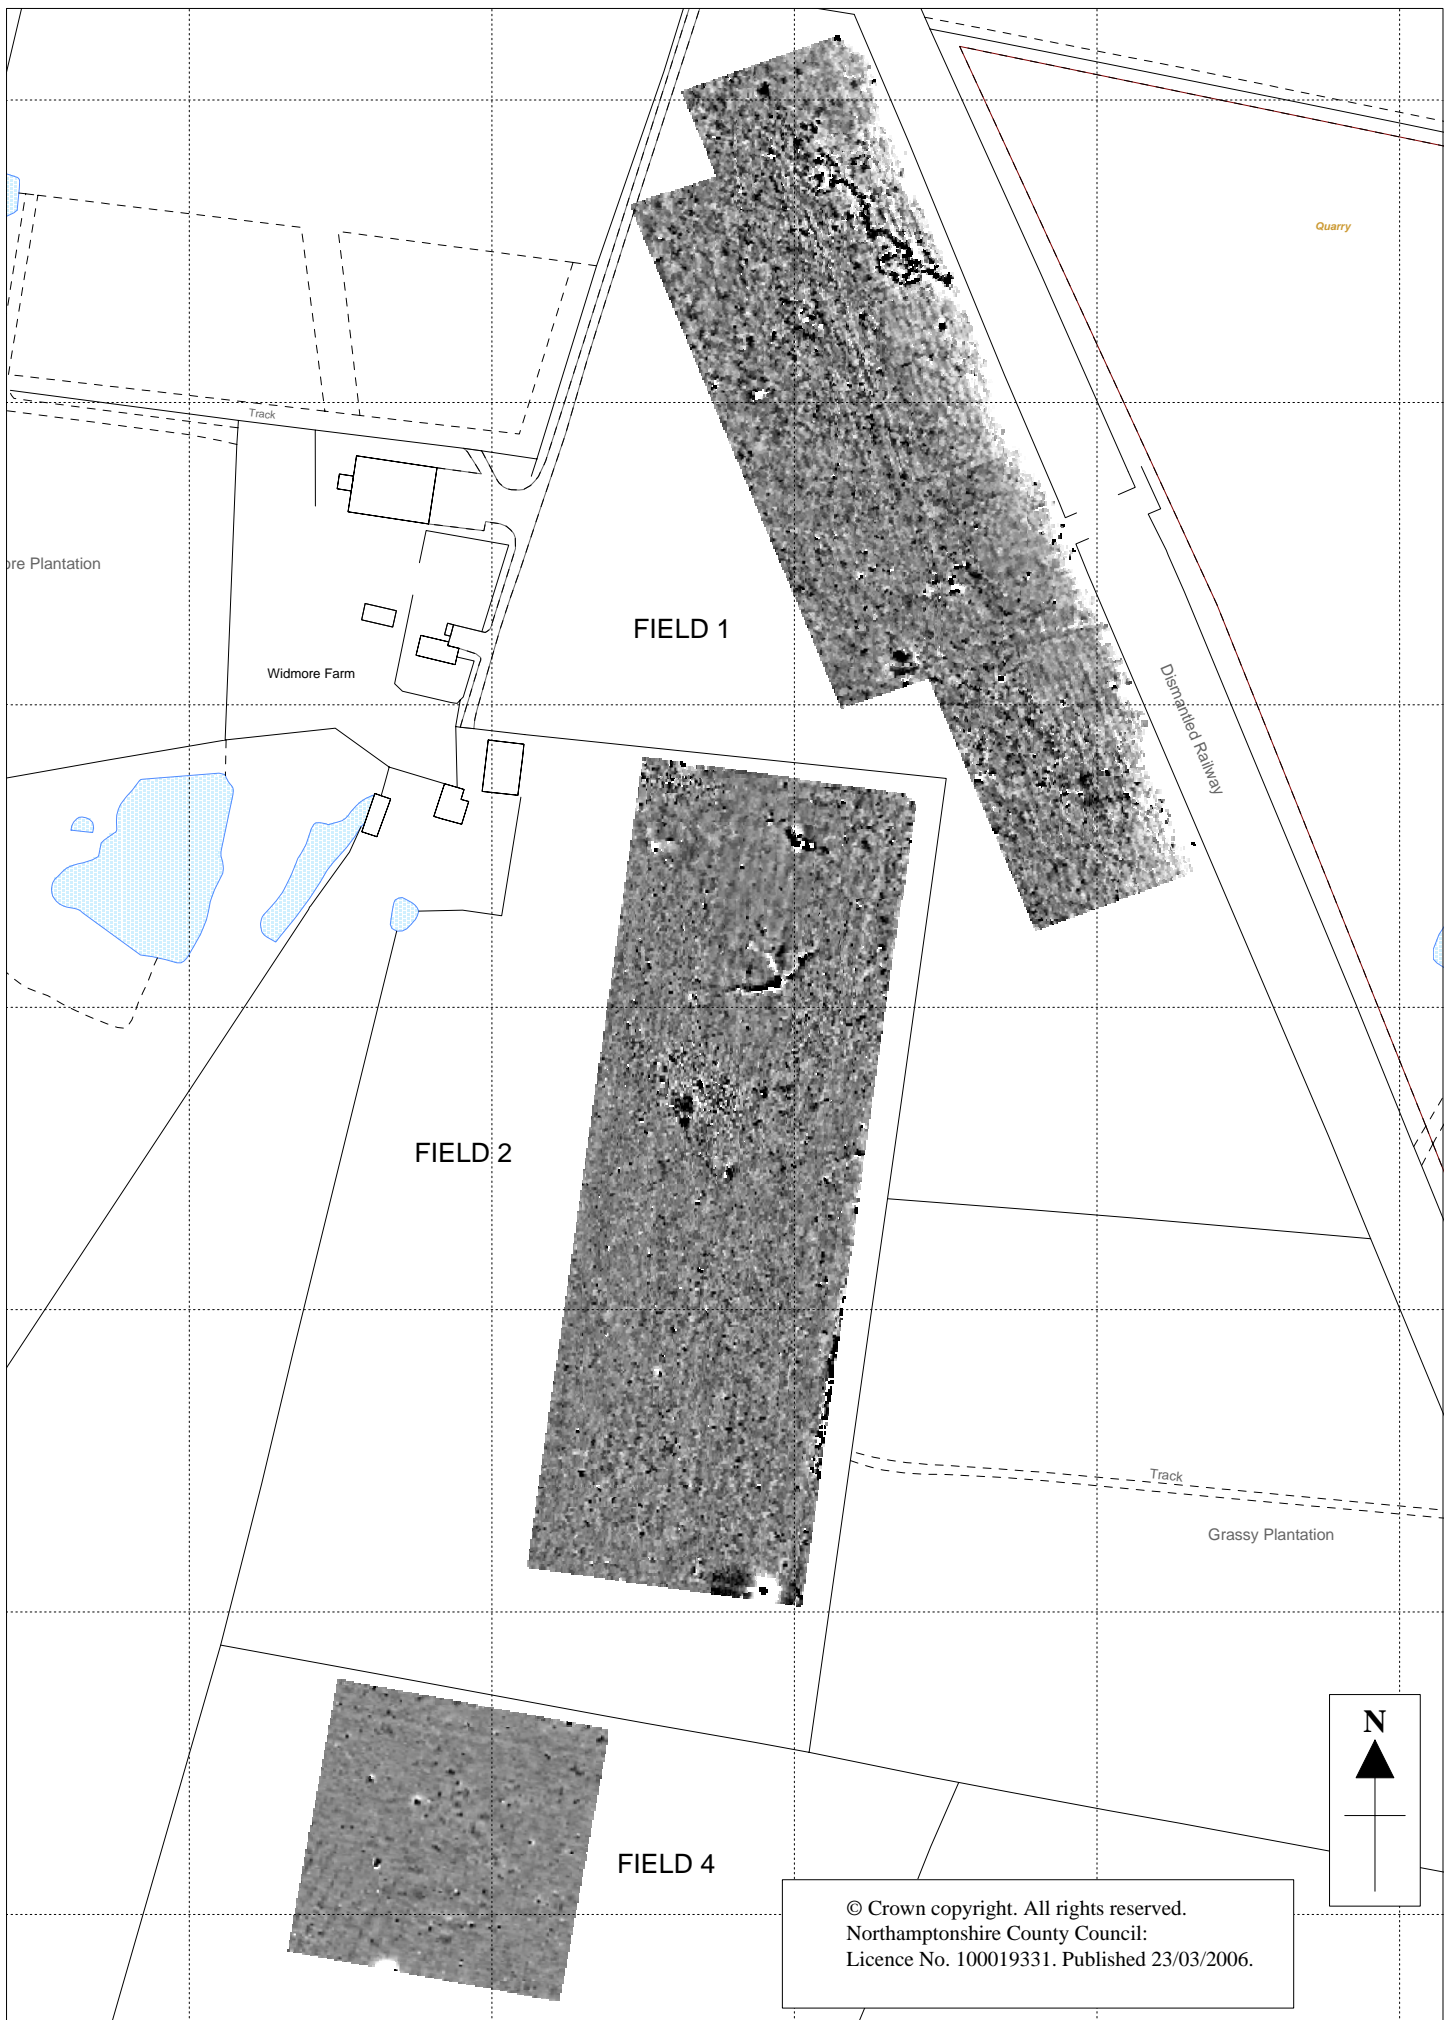 Quarry
Track
ore Plantation
FIELD 1
Widmore Farm
Dismantled Railway
FIELD 2
Track
Grassy Plantation
N
FIELD 4
© Crown copyright. All rights reserved.
Northamptonshire County Council:
Licence No. 100019331. Published 23/03/2006.